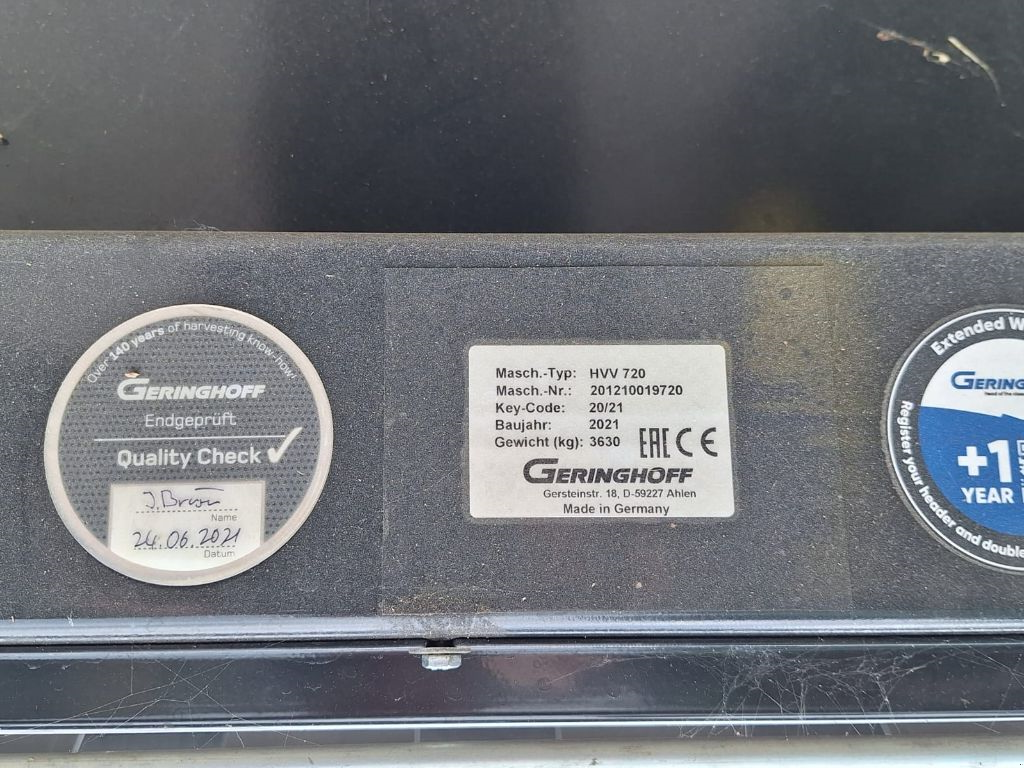 Over 140 years of harvesting know-how.
GERINGHOFF
Endgeprüft
Quality Check
Name
24.06.2021
Datum
Masch.-Typ: HVV 720
Masch.-Nr.: 201210019720
Key-Code: 20/21
Baujahr: 2021
Gewicht (kg): 3630
EAC CE
GERINGHOFF
Gersteinstr. 18, D-59227 Ahlen
Made in Germany
Extended W
GERING
+1
YEAR
Register your header and double